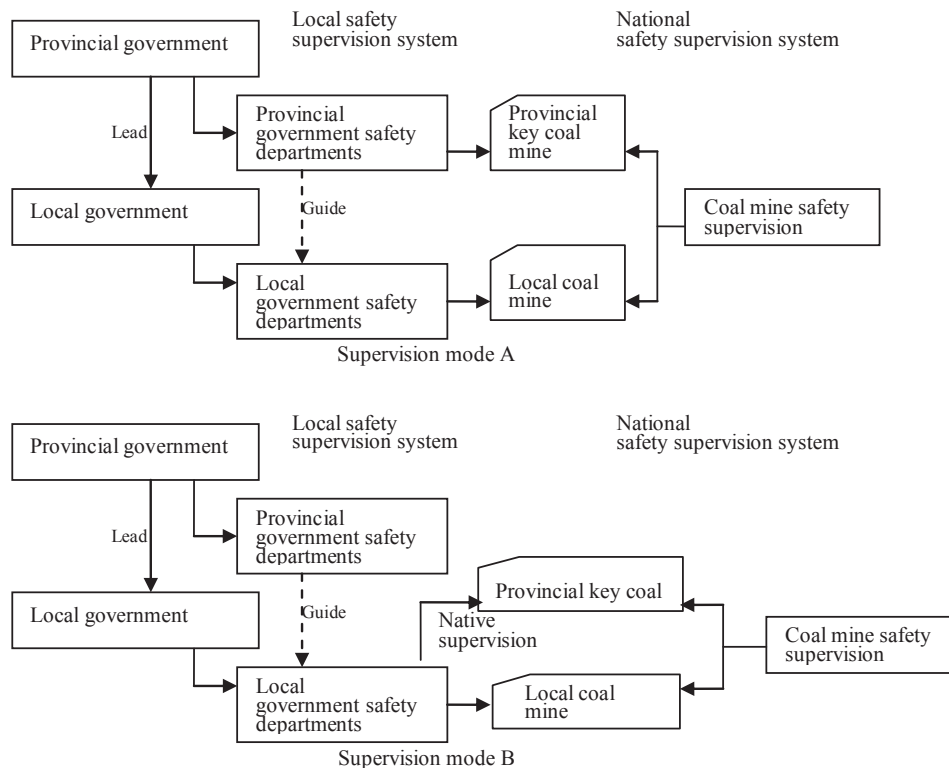 Local safety
supervision system
National
safety supervision system
Provincial government
Provincial
government safety
departments
Provincial
key coal
mine
Lead
Local government
Guide
Coal mine safety
supervision
Local
government safety
departments
Local coal
mine
Supervision mode A
Local safety
supervision system
National
safety supervision system
Provincial government
Provincial
government safety
departments
Lead
Provincial key coal
Local government
Guide
Native
supervision
Coal mine safety
supervision
Local
government safety
departments
Local coal
mine
Supervision mode B